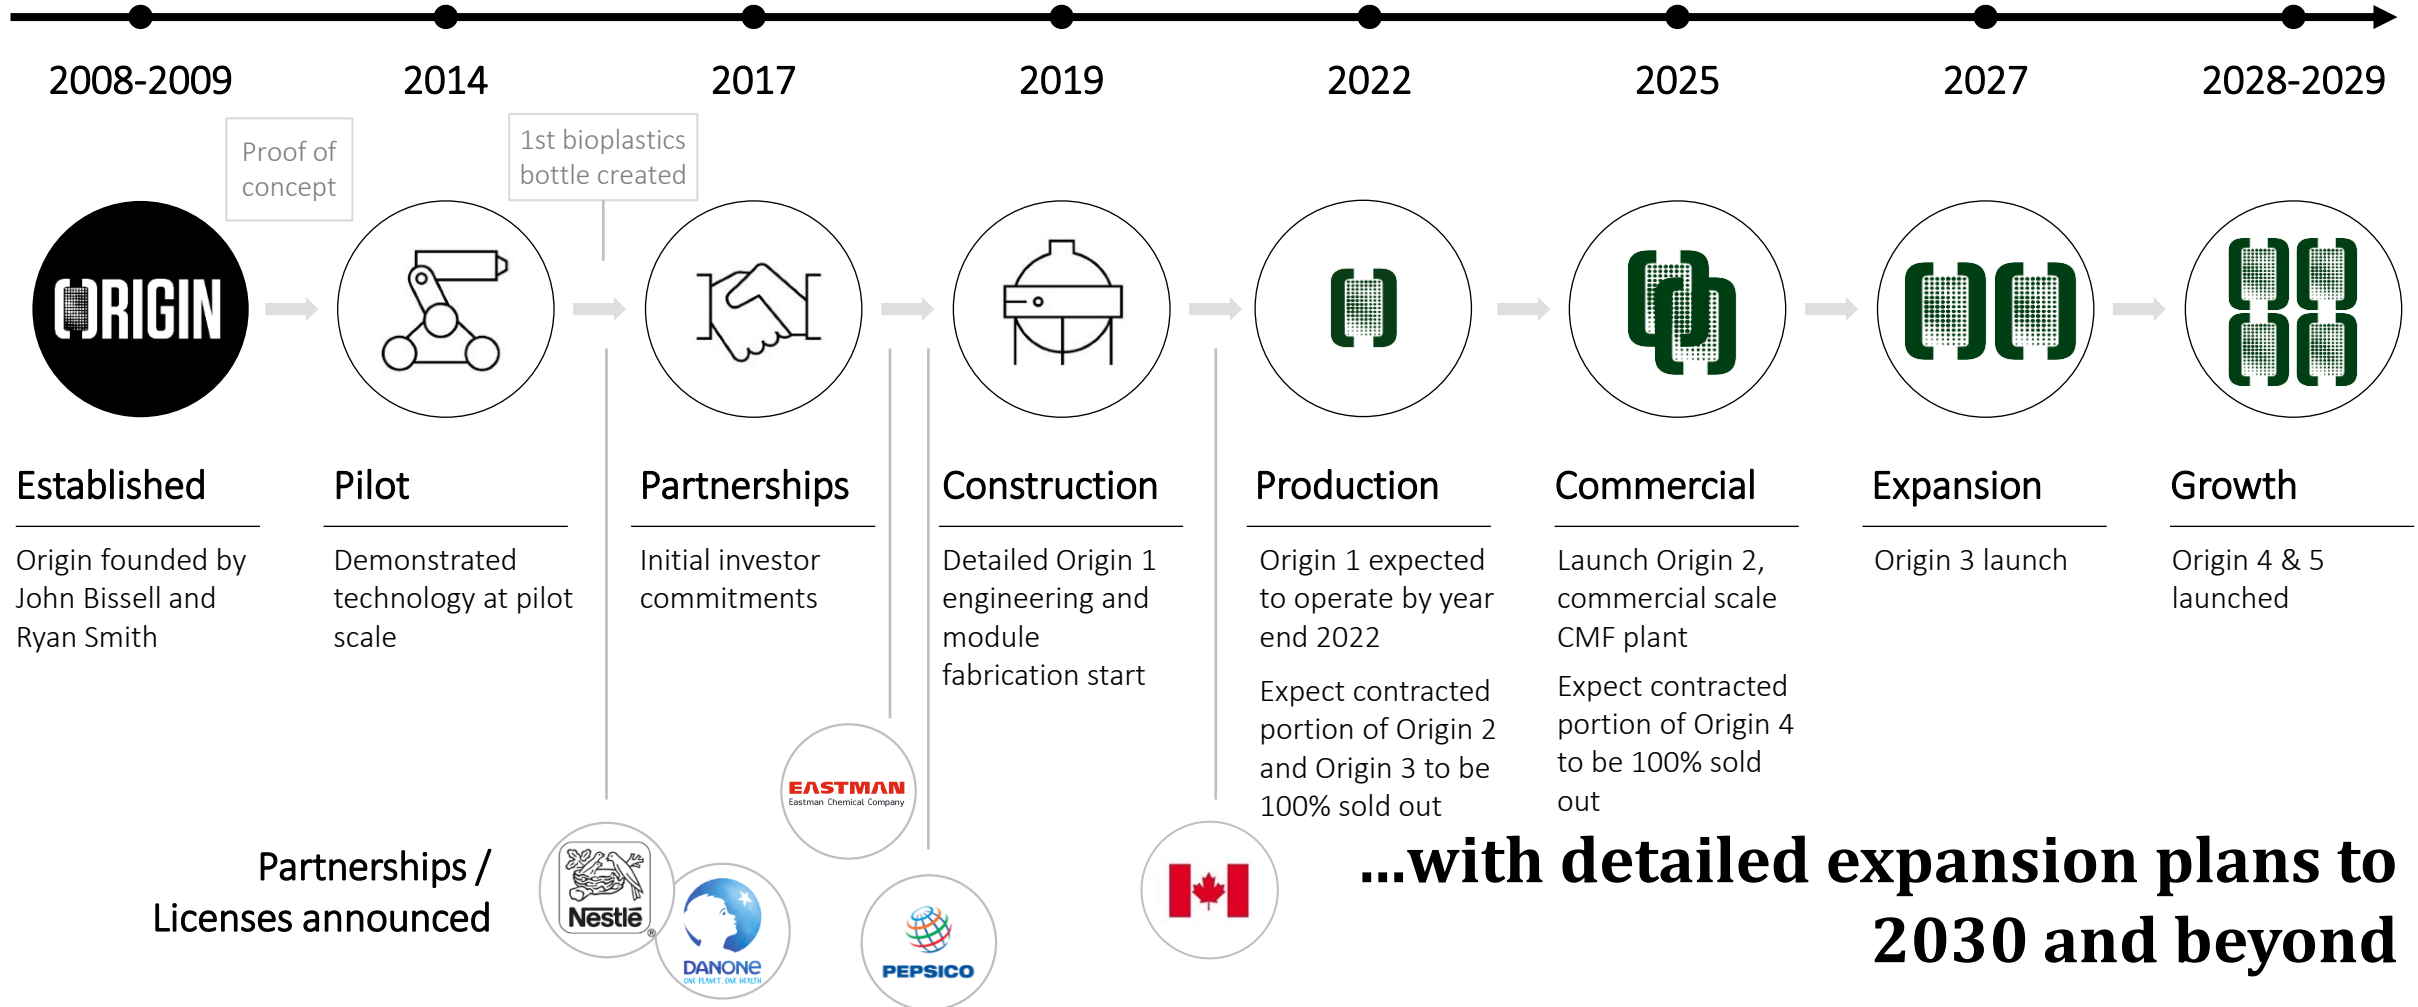 2008-2009
2014
2017
2019
2022
2025
2027
2028-2029
Proof of
concept
1st bioplastics
bottle created
ORIGIN
Established
Origin founded by
John Bissell and
Ryan Smith
Pilot
Demonstrated
technology at pilot
scale
Partnerships
Initial investor
commitments
Construction
Detailed Origin 1
engineering and
module
fabrication start
Production
Origin 1 expected
to operate by year
end 2022
Expect contracted
portion of Origin 2
and Origin 3 to be
100% sold out
Commercial
Launch Origin 2,
commercial scale
CMF plant
Expect contracted
portion of Origin 4
to be 100% sold
out
Expansion
Origin 3 launch
Growth
Origin 4 & 5
launched
Partnerships /
Licenses announced
Nestlé
®
DANONE
ONE PLANET. ONE HEALTH
EASTMAN
Eastman Chemical Company
PEPSICO
...with detailed expansion plans to
2030 and beyond